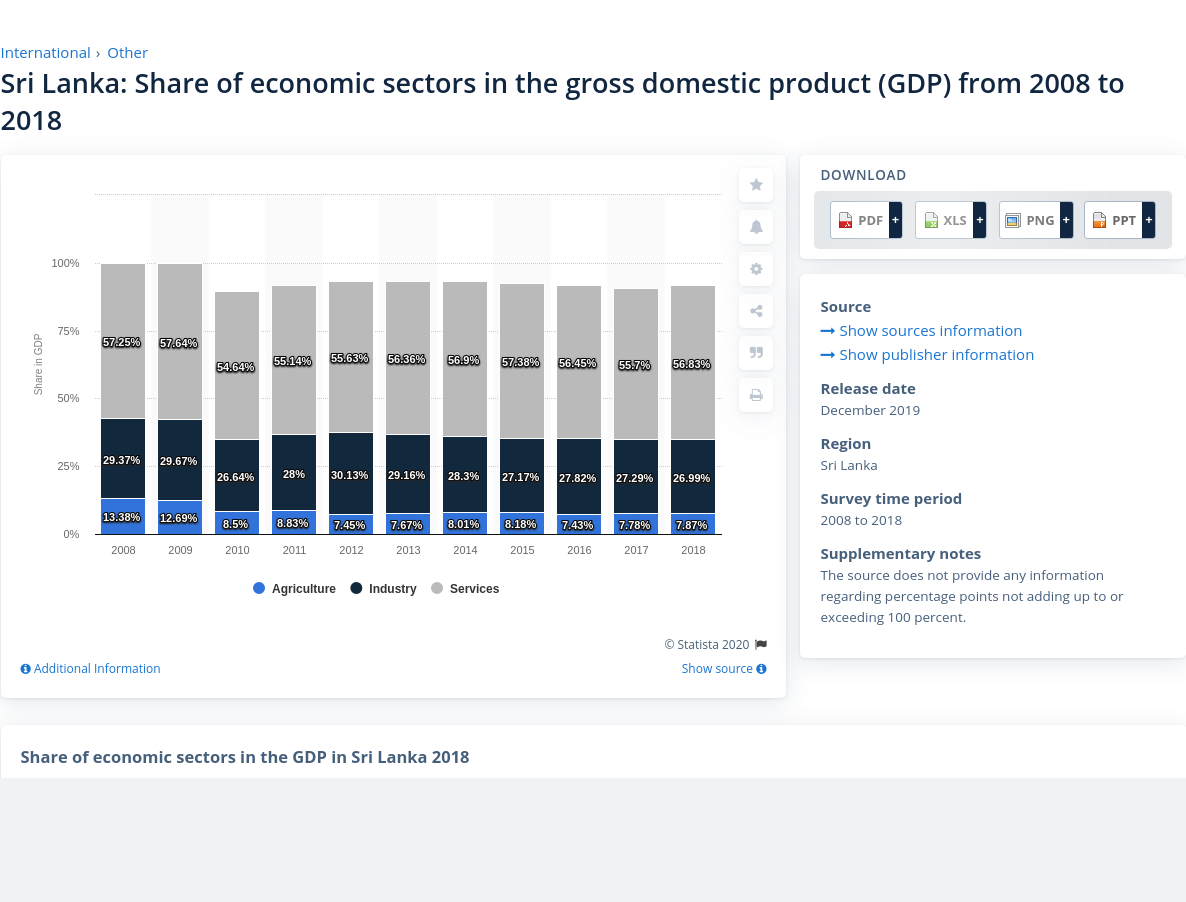 International › Other
Sri Lanka: Share of economic sectors in the gross domestic product (GDP) from 2008 to
2018
DOWNLOAD
PDF +
XLS +
PNG +
PPT +
Share in GDP
100%
75%
50%
25%
0%
57.25% 57.64% 54.64% 55.14% 55.63% 56.36% 56.9% 57.38% 56.45% 55.7% 56.83%
29.37% 29.67% 26.64% 28% 30.13% 29.16% 28.3% 27.17% 27.82% 27.29% 26.99%
13.38% 12.69% 8.5% 8.83% 7.45% 7.67% 8.01% 8.18% 7.43% 7.78% 7.87%
2008 2009 2010 2011 2012 2013 2014 2015 2016 2017 2018
Agriculture Industry Services
© Statista 2020
Additional Information
Show source
Source
Show sources information
Show publisher information
Release date
December 2019
Region
Sri Lanka
Survey time period
2008 to 2018
Supplementary notes
The source does not provide any information
regarding percentage points not adding up to or
exceeding 100 percent.
Share of economic sectors in the GDP in Sri Lanka 2018